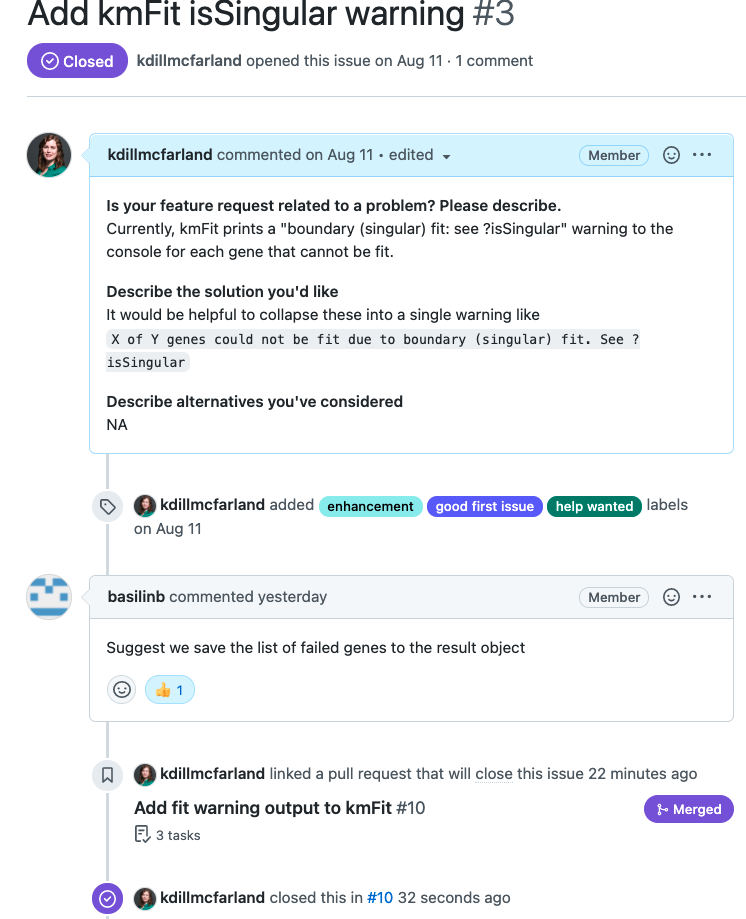 Add kmFit isSingular warning #3
Closed kdillmcfarland opened this issue on Aug 11 · 1 comment
kdillmcfarland commented on Aug 11 • edited Member ···
Is your feature request related to a problem? Please describe.
Currently, kmFit prints a "boundary (singular) fit: see ?isSingular" warning to the
console for each gene that cannot be fit.
Describe the solution you'd like
It would be helpful to collapse these into a single warning like
X of Y genes could not be fit due to boundary (singular) fit. See ?
isSingular
Describe alternatives you've considered
NA
kdillmcfarland added enhancement good first issue help wanted labels
on Aug 11
basilinb commented yesterday Member ···
Suggest we save the list of failed genes to the result object
👍 1
kdillmcfarland linked a pull request that will close this issue 22 minutes ago
Add fit warning output to kmFit #10 Merged
3 tasks
kdillmcfarland closed this in #10 32 seconds ago